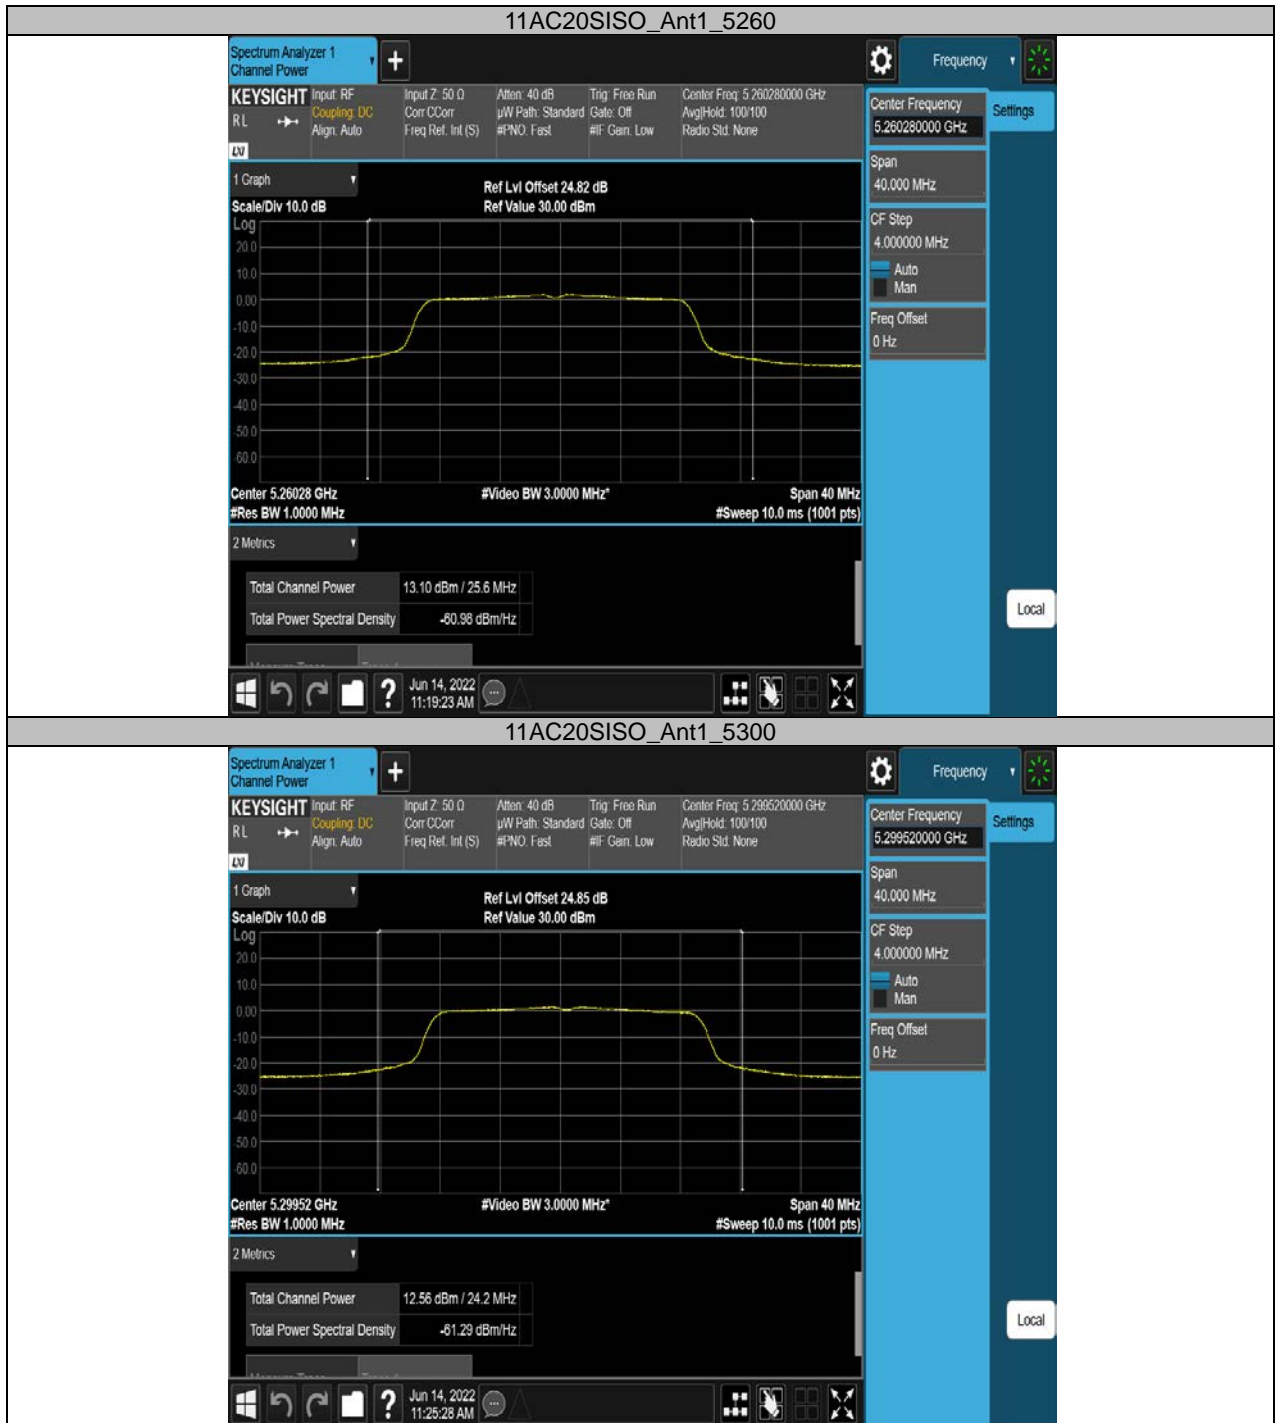 11AC20SISO_Ant1_5260
Spectrum Analyzer 1
Channel Power
Frequency
KEYSIGHT
RL
LXI
Input: RF
Coupling: DC
Align: Auto
Input Z: 50 Ω
Corr CCorr
Freq Ref: Int (S)
Atten: 40 dB
µW Path: Standard
#PNO: Fast
Trig: Free Run
Gate: Off
#IF Gain: Low
Center Freq: 5.260280000 GHz
Avg|Hold: 100/100
Radio Std: None
Center Frequency
5.260280000 GHz
Settings
Span
40.000 MHz
CF Step
4.000000 MHz
Auto
Man
Freq Offset
0 Hz
Local
1 Graph
Scale/Div 10.0 dB
Ref Lvl Offset 24.82 dB
Ref Value 30.00 dBm
Log
20.0
10.0
0.00
-10.0
-20.0
-30.0
-40.0
-50.0
-60.0
Center 5.26028 GHz
#Video BW 3.0000 MHz*
Span 40 MHz
#Res BW 1.0000 MHz
#Sweep 10.0 ms (1001 pts)
2 Metrics
Total Channel Power 13.10 dBm / 25.6 MHz
Total Power Spectral Density -60.98 dBm/Hz
?
Jun 14, 2022
11:19:23 AM
11AC20SISO_Ant1_5300
Spectrum Analyzer 1
Channel Power
Frequency
KEYSIGHT
RL
LXI
Input: RF
Coupling: DC
Align: Auto
Input Z: 50 Ω
Corr CCorr
Freq Ref: Int (S)
Atten: 40 dB
µW Path: Standard
#PNO: Fast
Trig: Free Run
Gate: Off
#IF Gain: Low
Center Freq: 5.299520000 GHz
Avg|Hold: 100/100
Radio Std: None
Center Frequency
5.299520000 GHz
Settings
Span
40.000 MHz
CF Step
4.000000 MHz
Auto
Man
Freq Offset
0 Hz
Local
1 Graph
Scale/Div 10.0 dB
Ref Lvl Offset 24.85 dB
Ref Value 30.00 dBm
Log
20.0
10.0
0.00
-10.0
-20.0
-30.0
-40.0
-50.0
-60.0
Center 5.29952 GHz
#Video BW 3.0000 MHz*
Span 40 MHz
#Res BW 1.0000 MHz
#Sweep 10.0 ms (1001 pts)
2 Metrics
Total Channel Power 12.56 dBm / 24.2 MHz
Total Power Spectral Density -61.29 dBm/Hz
?
Jun 14, 2022
11:25:28 AM